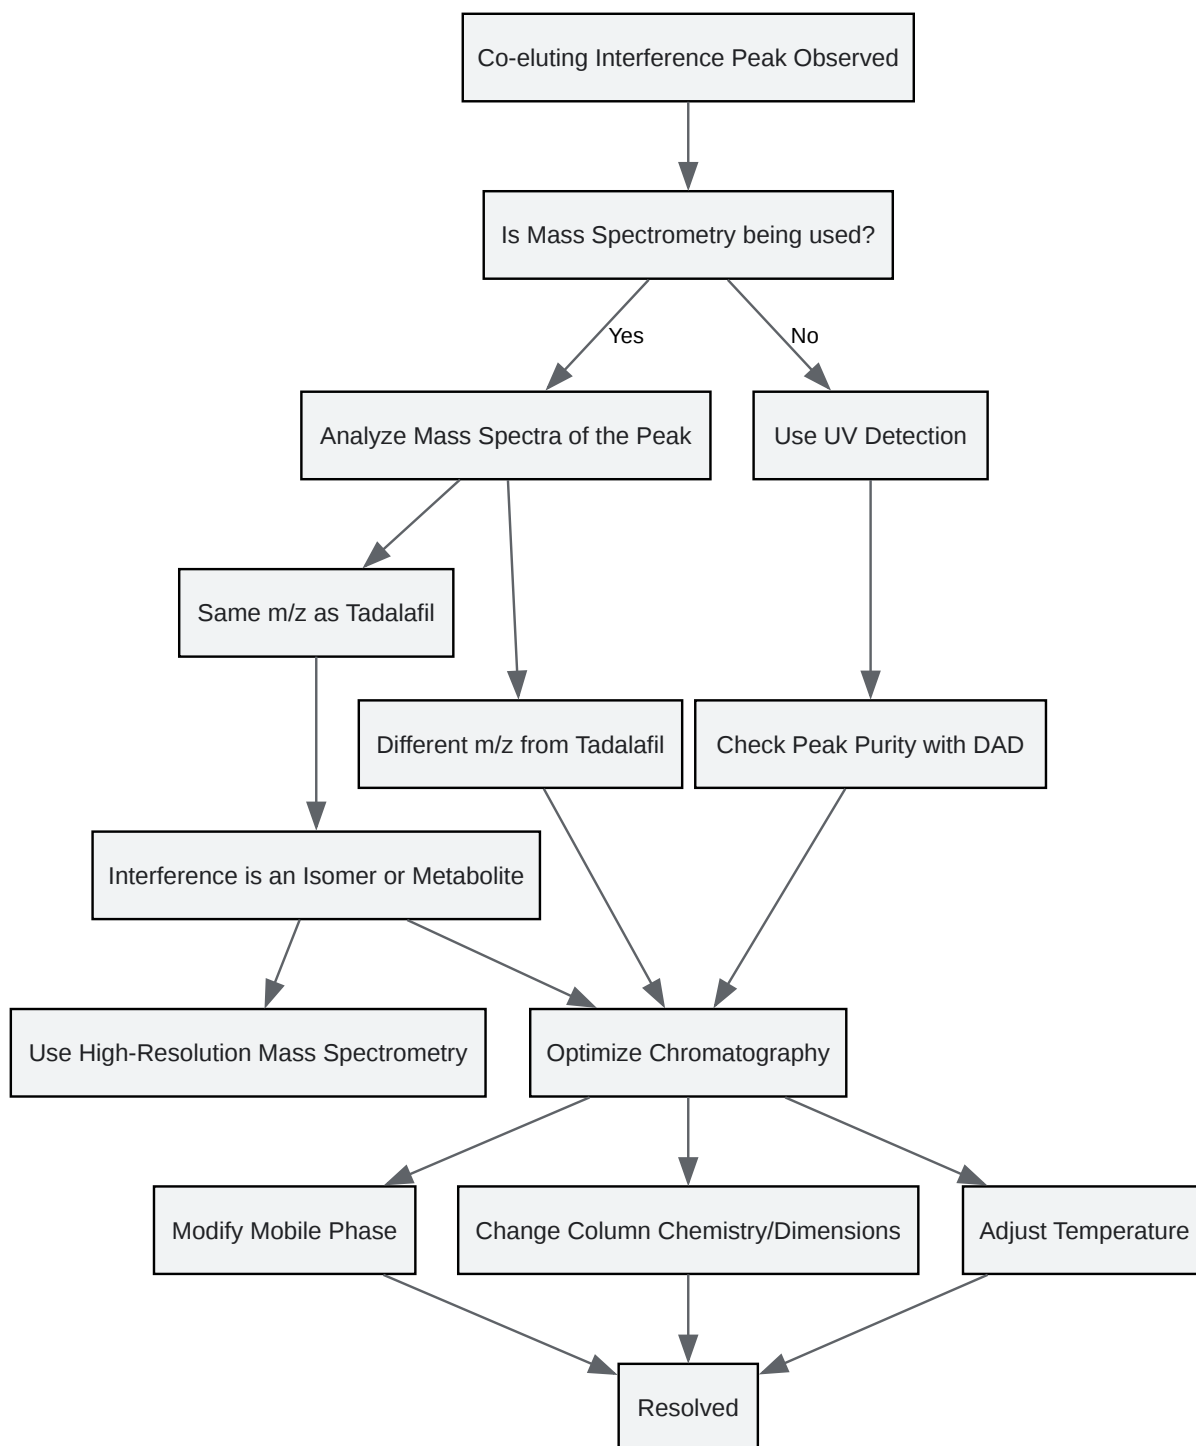 Co-eluting Interference Peak Observed
Is Mass Spectrometry being used?
Yes
No
Analyze Mass Spectra of the Peak
Use UV Detection
Same m/z as Tadalafil
Different m/z from Tadalafil
Check Peak Purity with DAD
Interference is an Isomer or Metabolite
Use High-Resolution Mass Spectrometry
Optimize Chromatography
Modify Mobile Phase
Change Column Chemistry/Dimensions
Adjust Temperature
Resolved